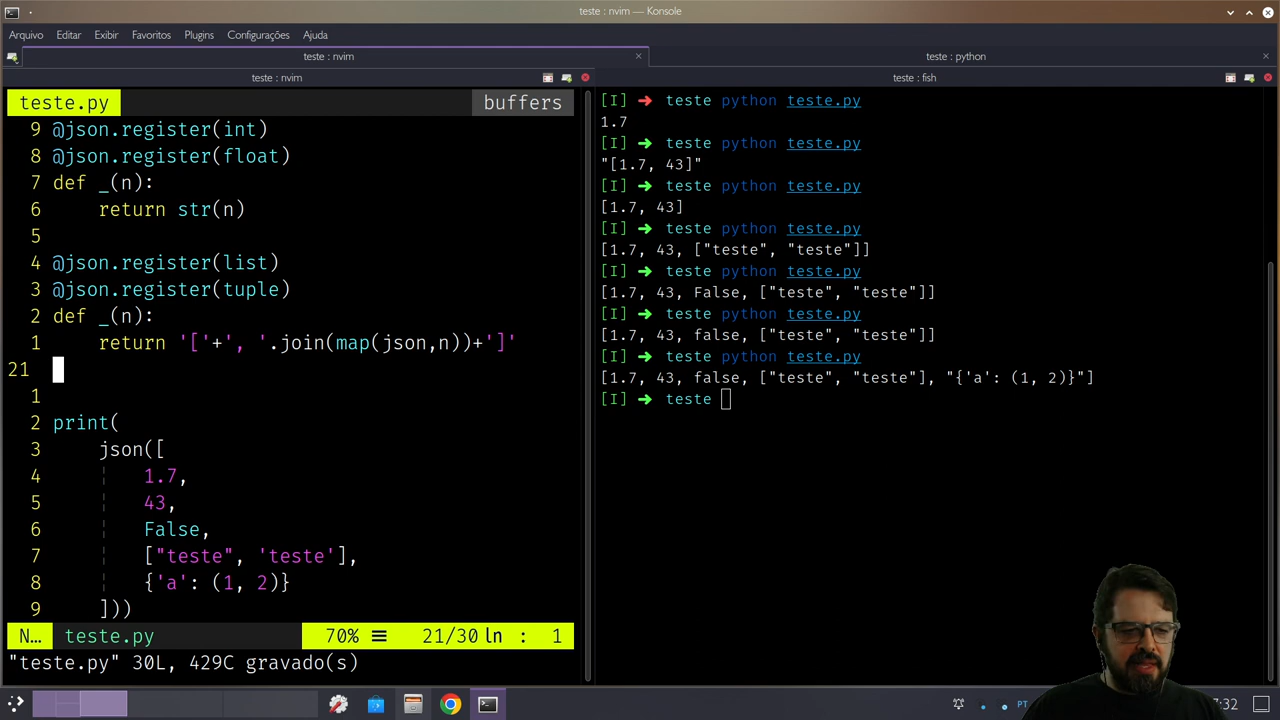 teste : nvim — Konsole
Arquivo Editar Exibir Favoritos Plugins Configurações Ajuda
teste : nvim
teste : python
teste : nvim
teste : fish
teste.py
buffers
9 @json.register(int)
8 @json.register(float)
7 def _(n):
6     return str(n)
5
4 @json.register(list)
3 @json.register(tuple)
2 def _(n):
1     return '['+', '.join(map(json,n))+']'
21
1
2 print(
3     json([
4         1.7,
5         43,
6         False,
7         ["teste", 'teste'],
8         {'a': (1, 2)}
9     ]))
N… teste.py 70% ≡ 21/30 ln : 1
"teste.py" 30L, 429C gravado(s)
[I] ➜ teste python teste.py
1.7
[I] ➜ teste python teste.py
"[1.7, 43]"
[I] ➜ teste python teste.py
[1.7, 43]
[I] ➜ teste python teste.py
[1.7, 43, ["teste", "teste"]]
[I] ➜ teste python teste.py
[1.7, 43, False, ["teste", "teste"]]
[I] ➜ teste python teste.py
[1.7, 43, false, ["teste", "teste"]]
[I] ➜ teste python teste.py
[1.7, 43, false, ["teste", "teste"], "{'a': (1, 2)}"]
[I] ➜ teste
PT
:32